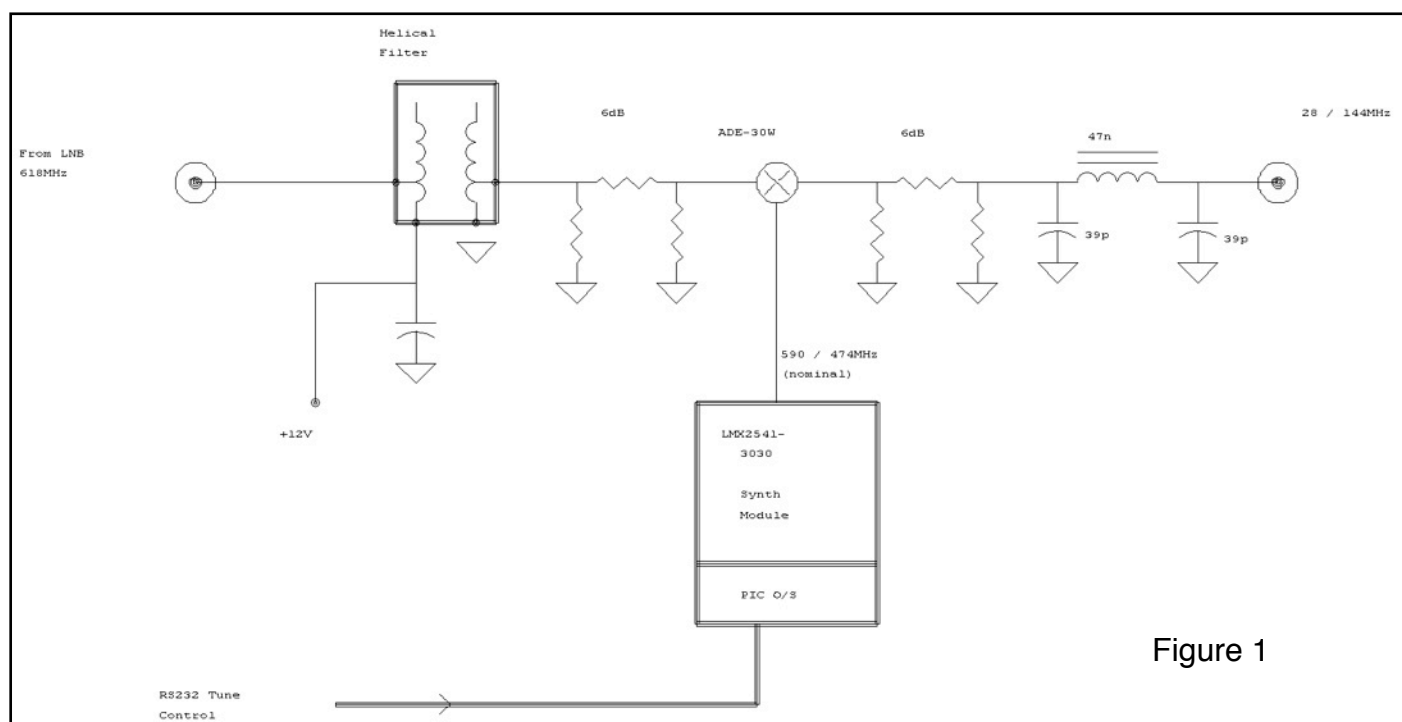 Helical
Filter
6dB
ADE-30W
6dB
47n
28 / 144MHz
From LNB
618MHz
39p
39p
+12V
590 / 474MHz
(nominal)
LMX2541-
3030
Synth
Module
PIC O/S
RS232 Tune
Control
Figure 1